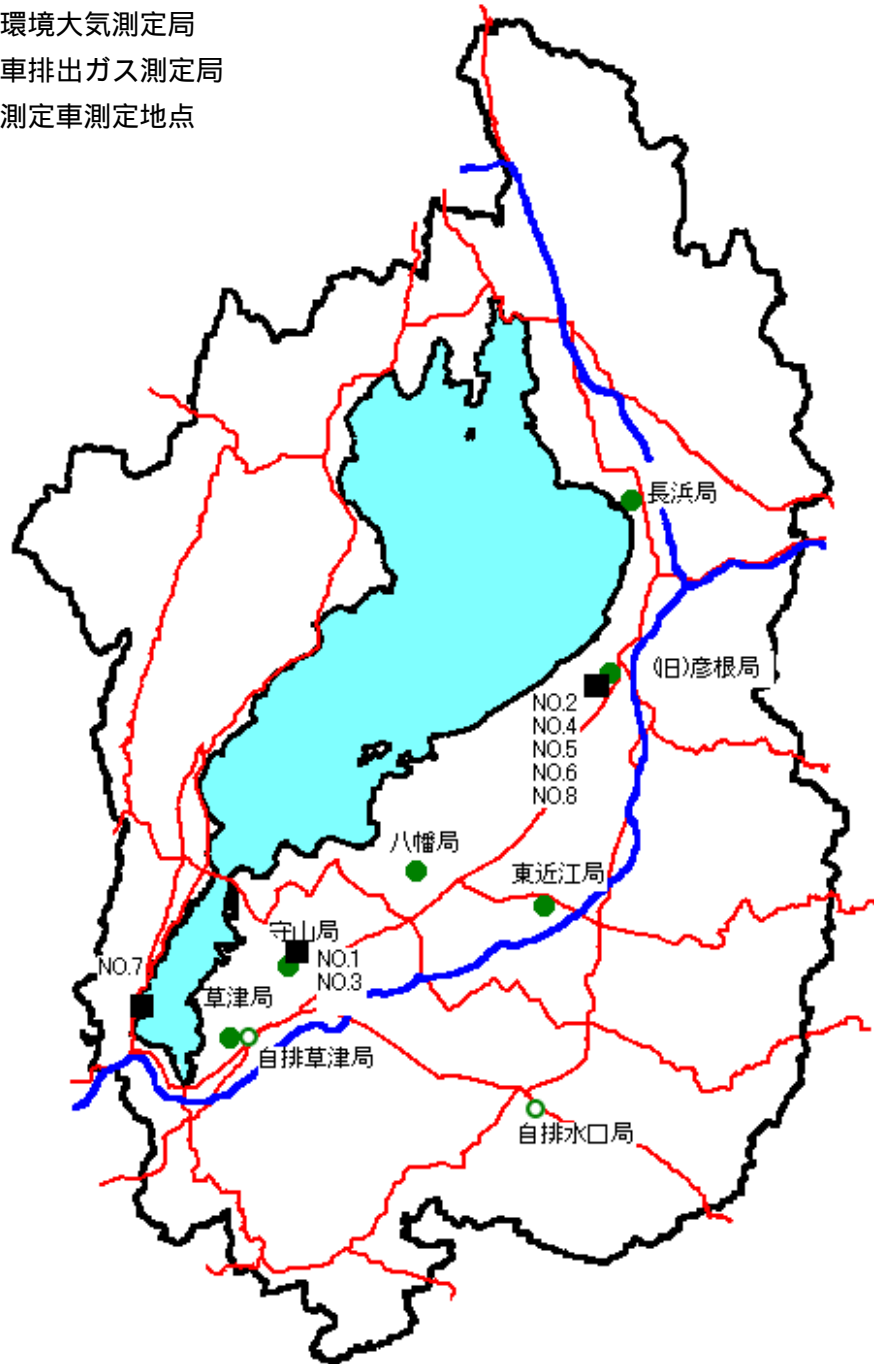 環境大気測定局
車排出ガス測定局
測定車測定地点
長浜局
(旧)彦根局
NO.2
NO.4
NO.5
NO.6
NO.8
八幡局
東近江局
守山局
NO.1
NO.3
NO.7
草津局
自排草津局
自排水口局